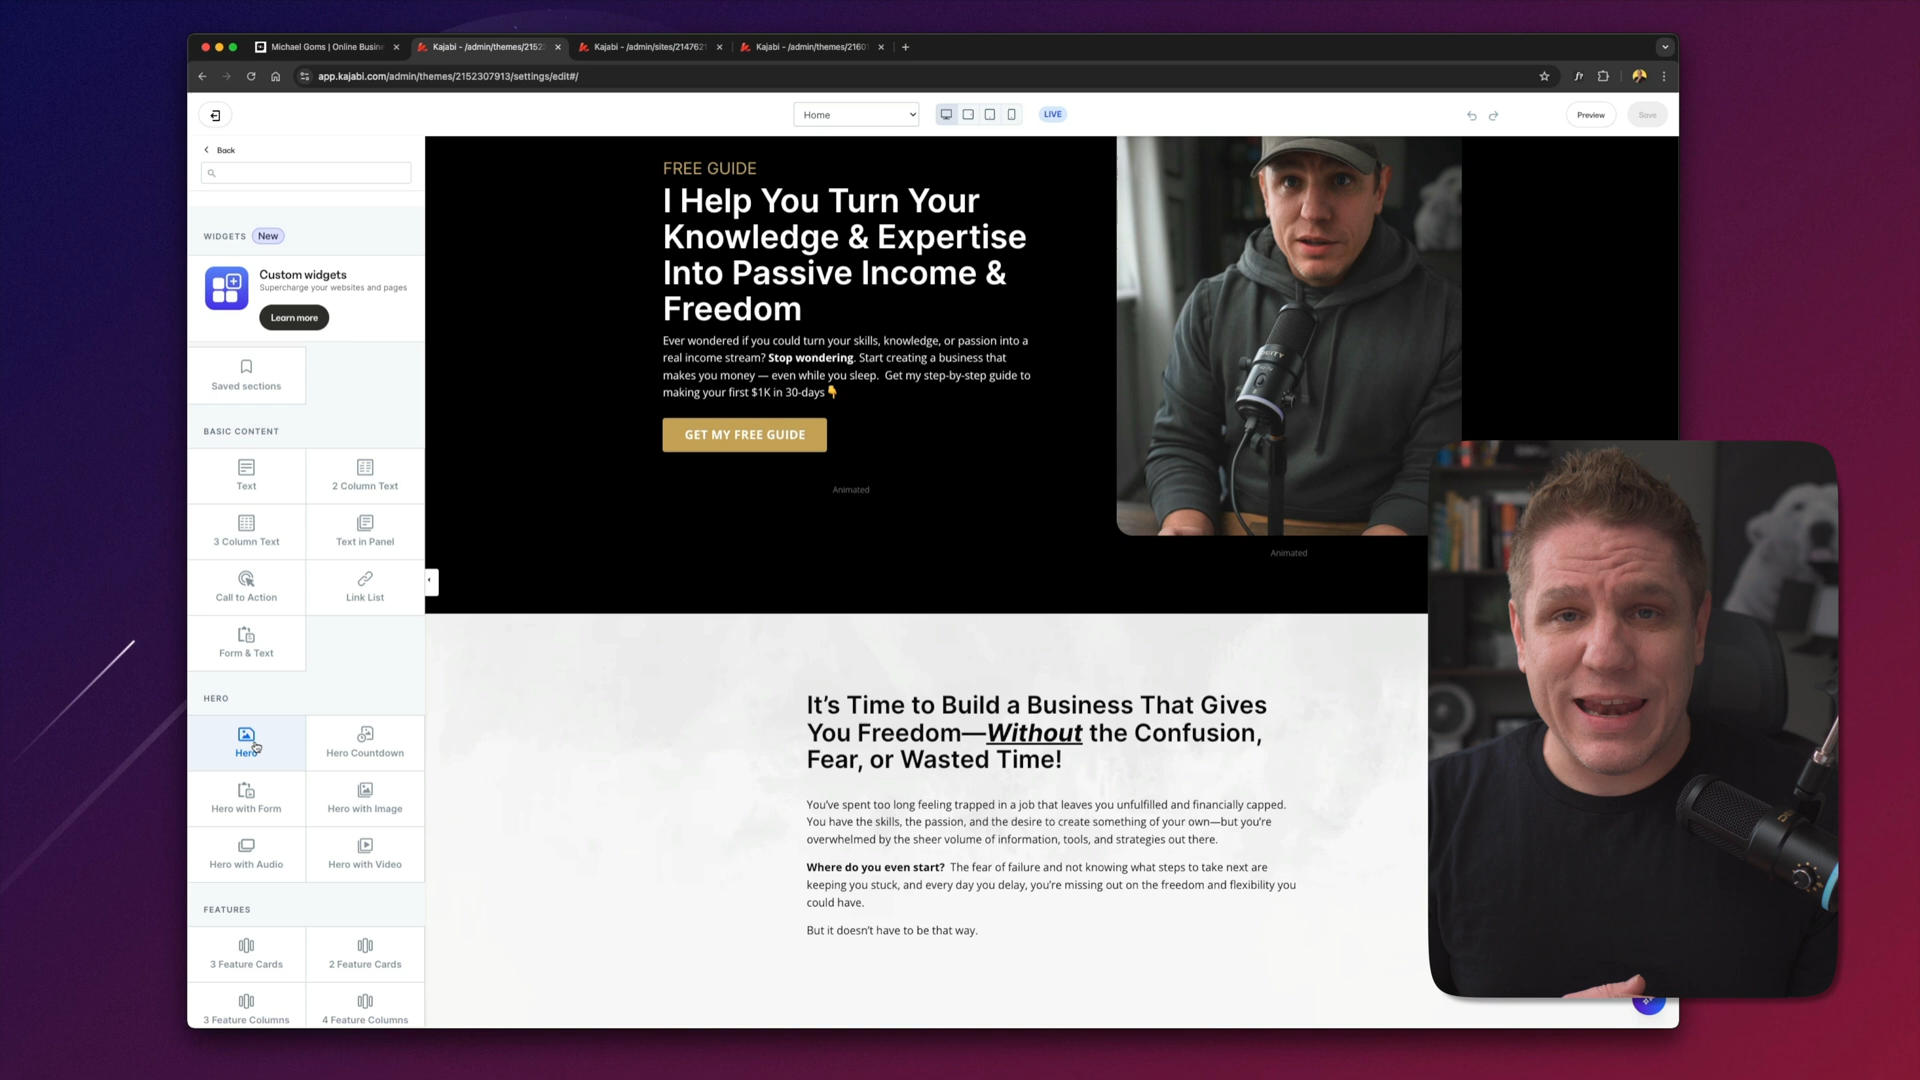 Michael Goms | Online Busin
Kajabi - /admin/themes/2152
Kajabi - /admin/sites/2147621
Kajabi - /admin/themes/2160
app.kajabi.com/admin/themes/2152307913/settings/edit#/
Home
LIVE
Preview
Save
Back
WIDGETS New
Custom widgets
Supercharge your websites and pages
Learn more
Saved sections
BASIC CONTENT
Text
2 Column Text
3 Column Text
Text in Panel
Call to Action
Link List
Form & Text
HERO
Hero
Hero Countdown
Hero with Form
Hero with Image
Hero with Audio
Hero with Video
FEATURES
3 Feature Cards
2 Feature Cards
3 Feature Columns
4 Feature Columns
FREE GUIDE
I Help You Turn Your
Knowledge & Expertise
Into Passive Income &
Freedom
Ever wondered if you could turn your skills, knowledge, or passion into a
real income stream? Stop wondering. Start creating a business that
makes you money — even while you sleep. Get my step-by-step guide to
making your first $1K in 30-days👇
GET MY FREE GUIDE
Animated
Animated
It's Time to Build a Business That Gives
You Freedom—Without the Confusion,
Fear, or Wasted Time!
You've spent too long feeling trapped in a job that leaves you unfulfilled and financially capped.
You have the skills, the passion, and the desire to create something of your own—but you're
overwhelmed by the sheer volume of information, tools, and strategies out there.
Where do you even start? The fear of failure and not knowing what steps to take next are
keeping you stuck, and every day you delay, you're missing out on the freedom and flexibility you
could have.
But it doesn't have to be that way.